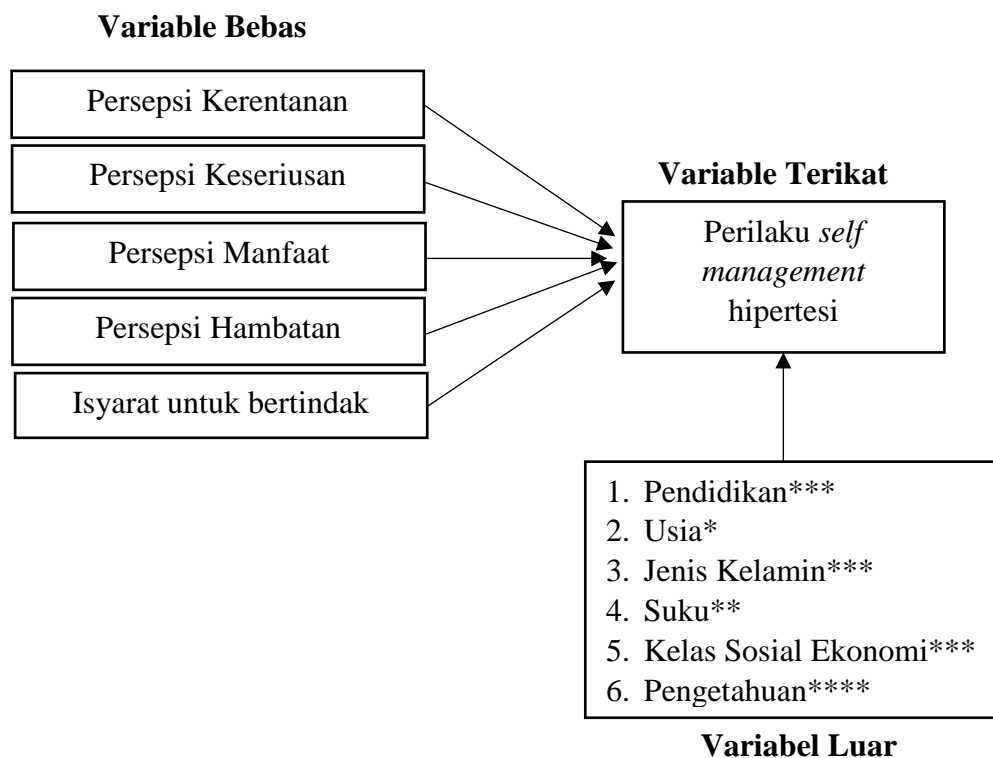 Variable Bebas
Persepsi Kerentanan
Persepsi Keseriusan
Persepsi Manfaat
Persepsi Hambatan
Isyarat untuk bertindak
Variable Terikat
Perilaku self
management
hipertesi
1. Pendidikan***
2. Usia*
3. Jenis Kelamin***
4. Suku**
5. Kelas Sosial Ekonomi***
6. Pengetahuan****
Variabel Luar